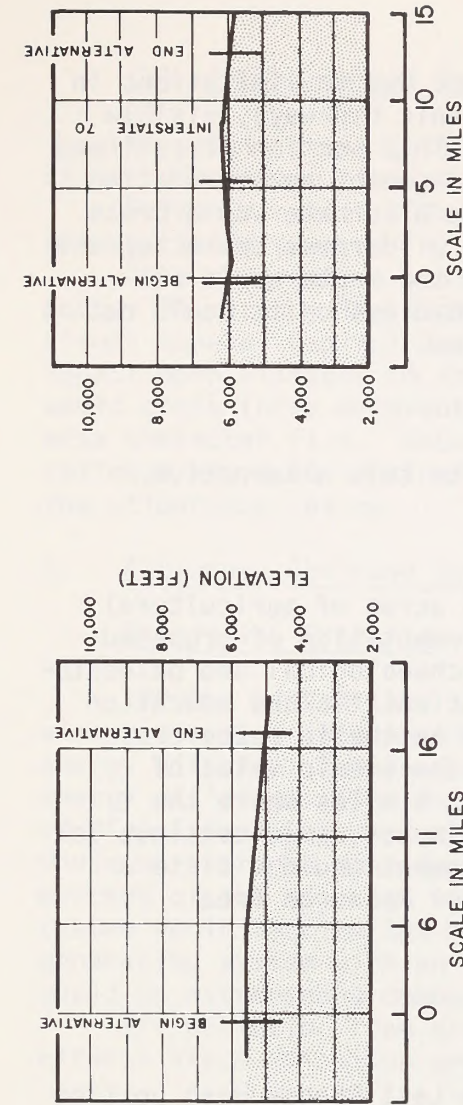 BEGIN ALTERNATIVE
END ALTERNATIVE
10,000
8,000
6,000
4,000
2,000
ELEVATION (FEET)
0 6 11 16
SCALE IN MILES
10,000
8,000
6,000
4,000
2,000
BEGIN ALTERNATIVE
INTERSTATE 70
END ALTERNATIVE
0 5 10 15
SCALE IN MILES